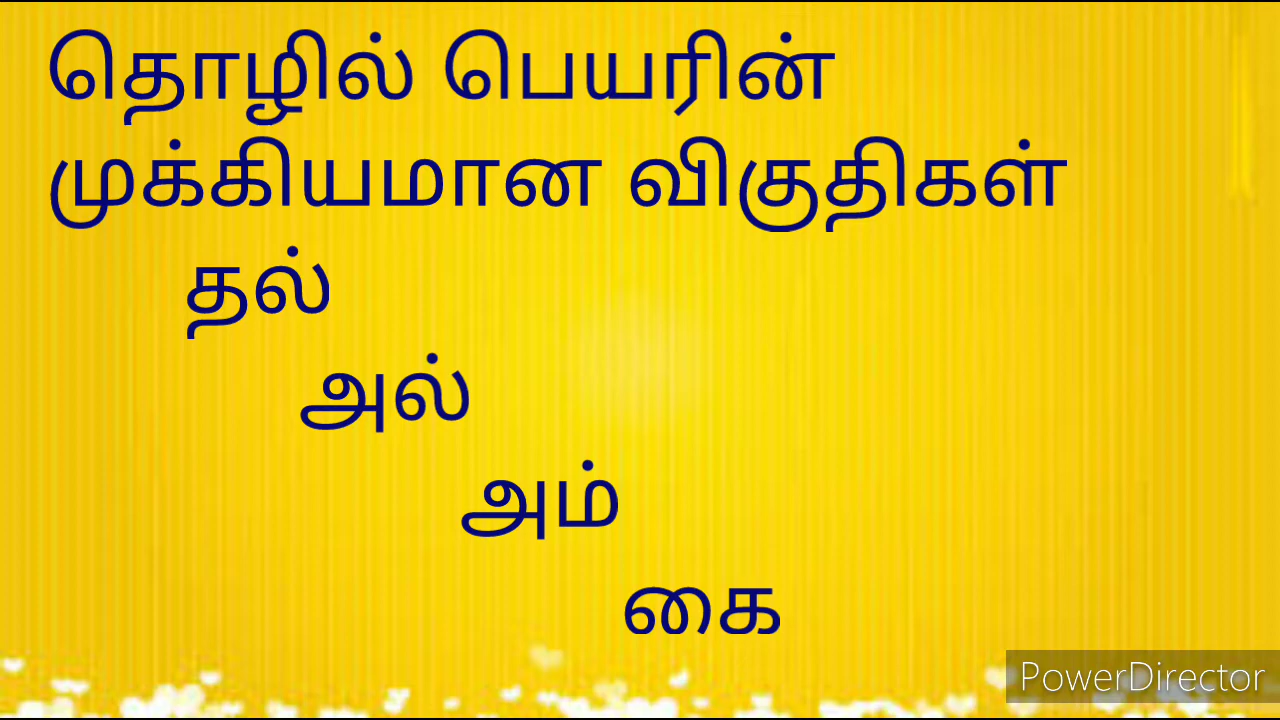 தொழில் பெயரின்
முக்கியமான விகுதிகள்
தல்
அல்
அம்
கை
PowerDirector